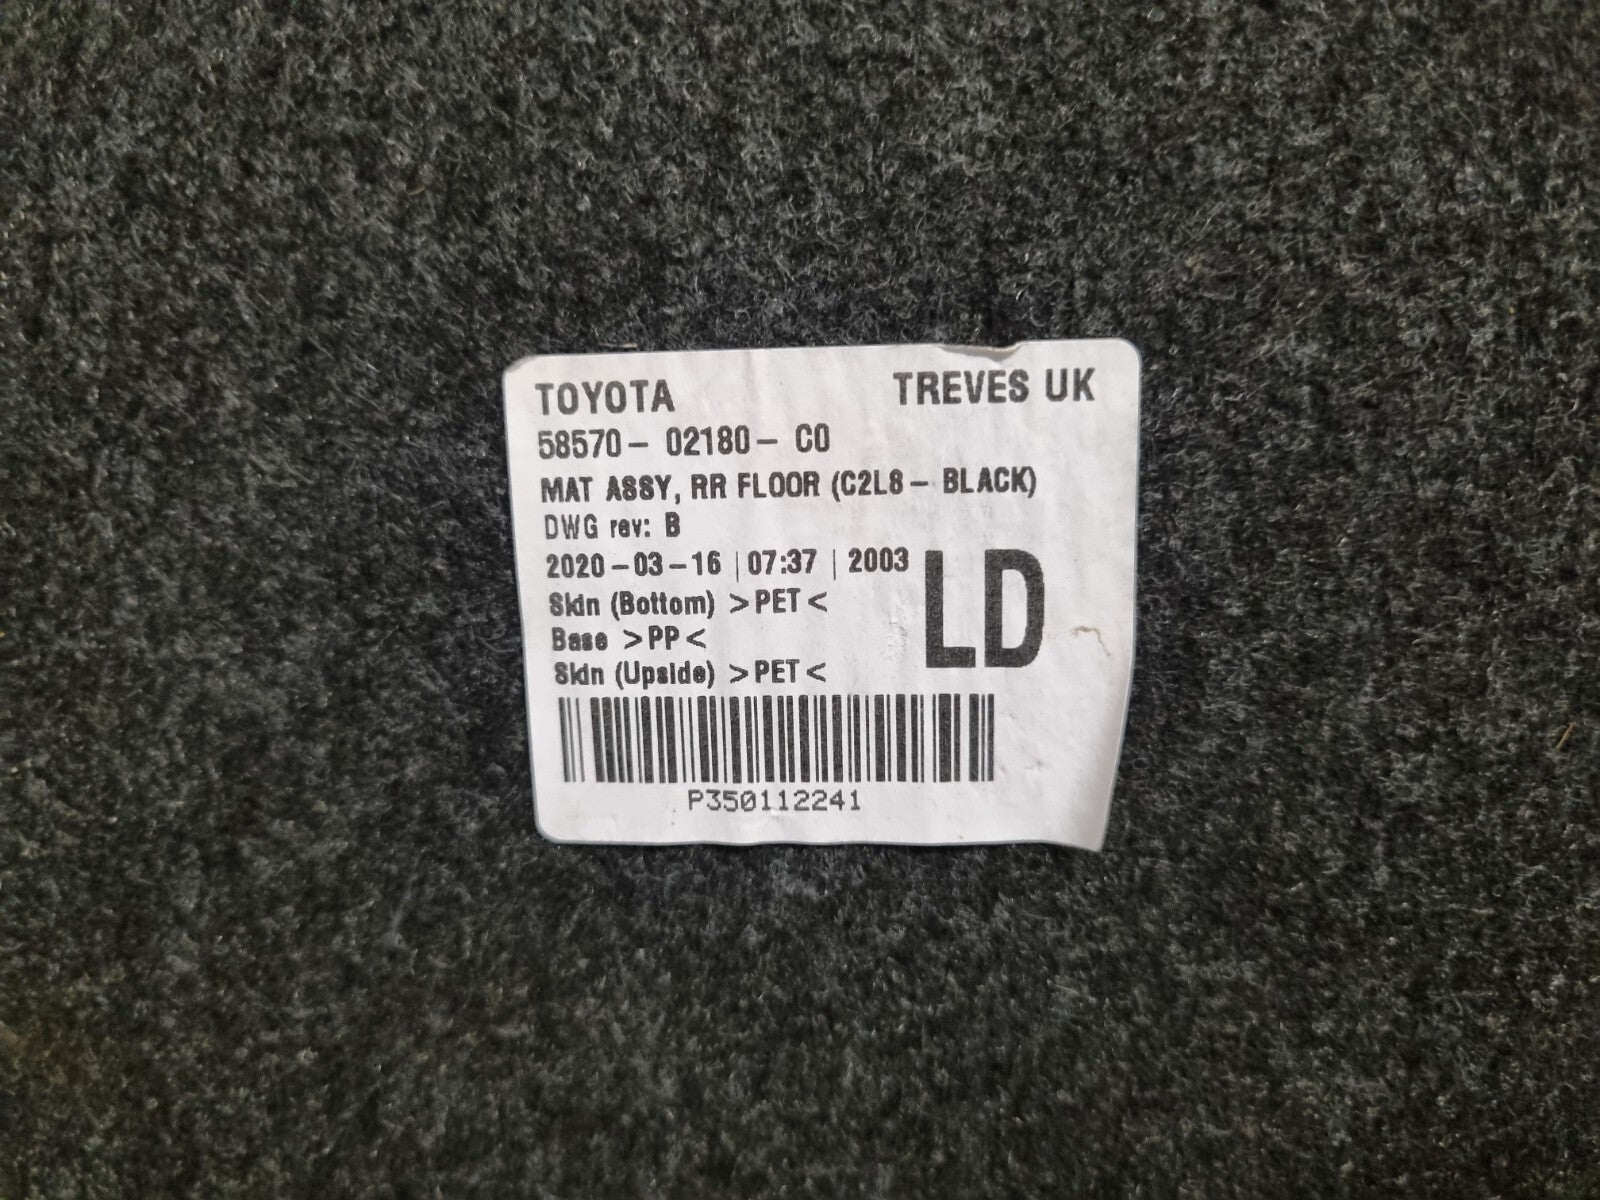 TOYOTA TREVES UK
58570- 02180- C0
MAT ASSY, RR FLOOR (C2L8- BLACK)
DWG rev: B
2020-03-16 | 07:37 | 2003
LD
Skin (Bottom) >PET<
Base >PP<
Skin (Upside) >PET<
P350112241